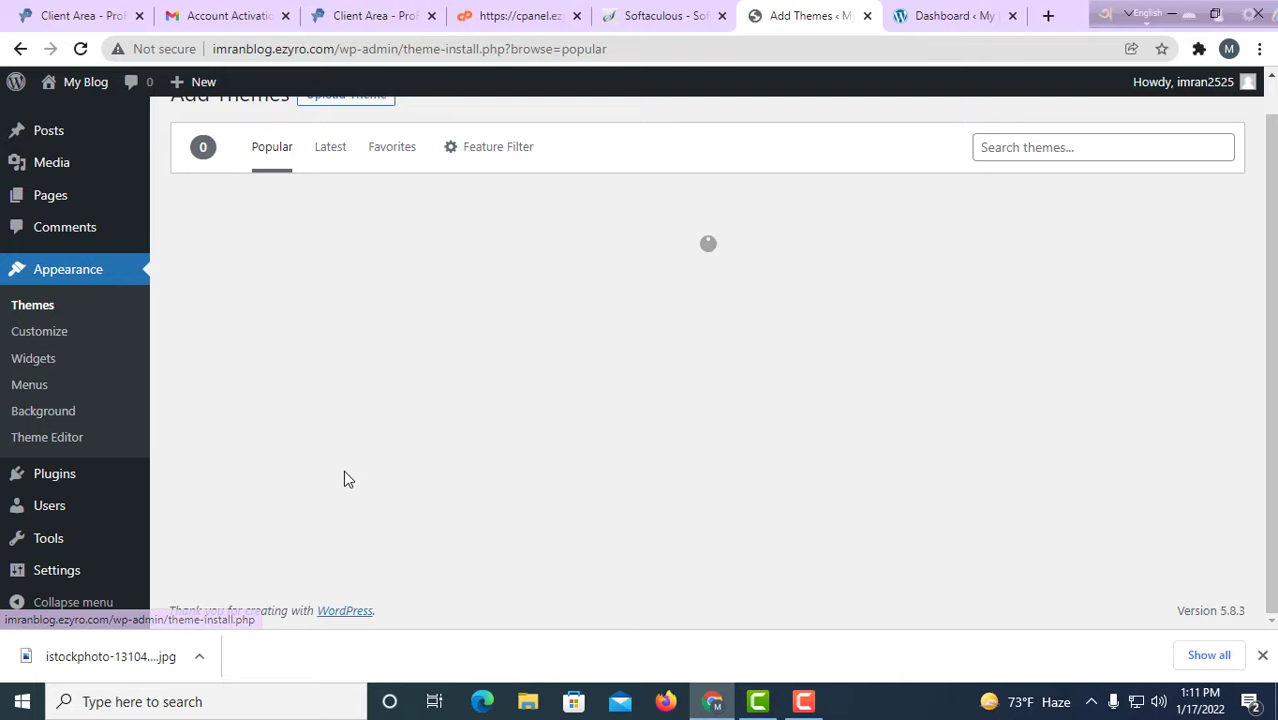 Client Area - Prof
Account Activatio
Client Area - Prof
https://cpanel.ez
Softaculous - Sof
Add Themes < My
Dashboard < My
English
Not secure
imranblog.ezyro.com/wp-admin/theme-install.php?browse=popular
M
My Blog
0
New
Howdy, imran2525
Add Themes
Upload Theme
Posts
0
Popular
Latest
Favorites
Feature Filter
Search themes...
Media
Pages
Comments
Appearance
Themes
Customize
Widgets
Menus
Background
Theme Editor
Plugins
Users
Tools
Settings
Collapse menu
Thank you for creating with WordPress.
Version 5.8.3
imranblog.ezyro.com/wp-admin/theme-install.php
istockphoto-13104....jpg
Show all
Type here to search
M
73°F Haze
1:11 PM
1/17/2022
2